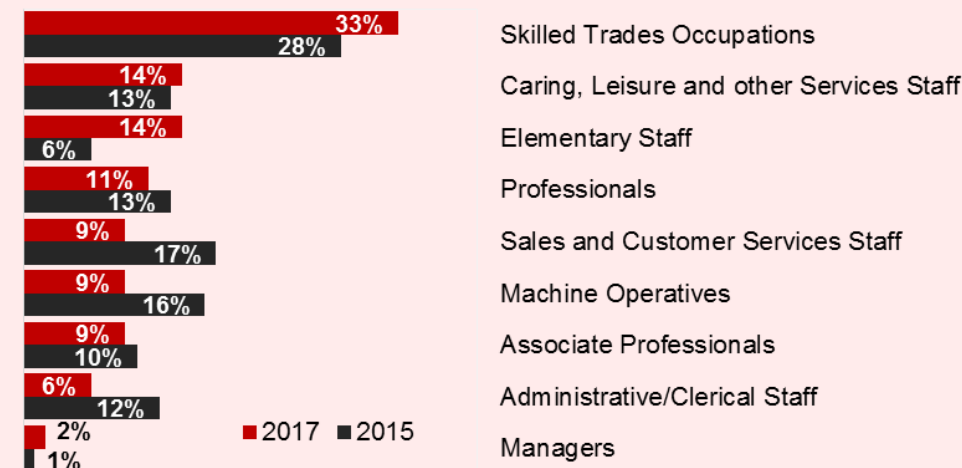 33%
28%
Skilled Trades Occupations
14%
13%
Caring, Leisure and other Services Staff
14%
6%
Elementary Staff
11%
13%
Professionals
9%
17%
Sales and Customer Services Staff
9%
16%
Machine Operatives
9%
10%
Associate Professionals
6%
12%
Administrative/Clerical Staff
2%
1%
Managers
2017 2015